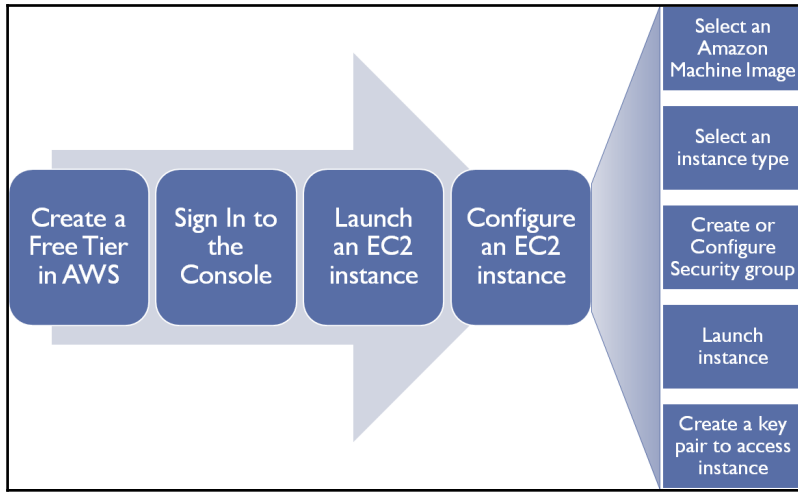 Create a
Free Tier
in AWS
Sign In to
the
Console
Launch
an EC2
instance
Configure
an EC2
instance
Select an
Amazon
Machine Image
Select an
instance type
Create or
Configure
Security group
Launch
instance
Create a key
pair to access
instance